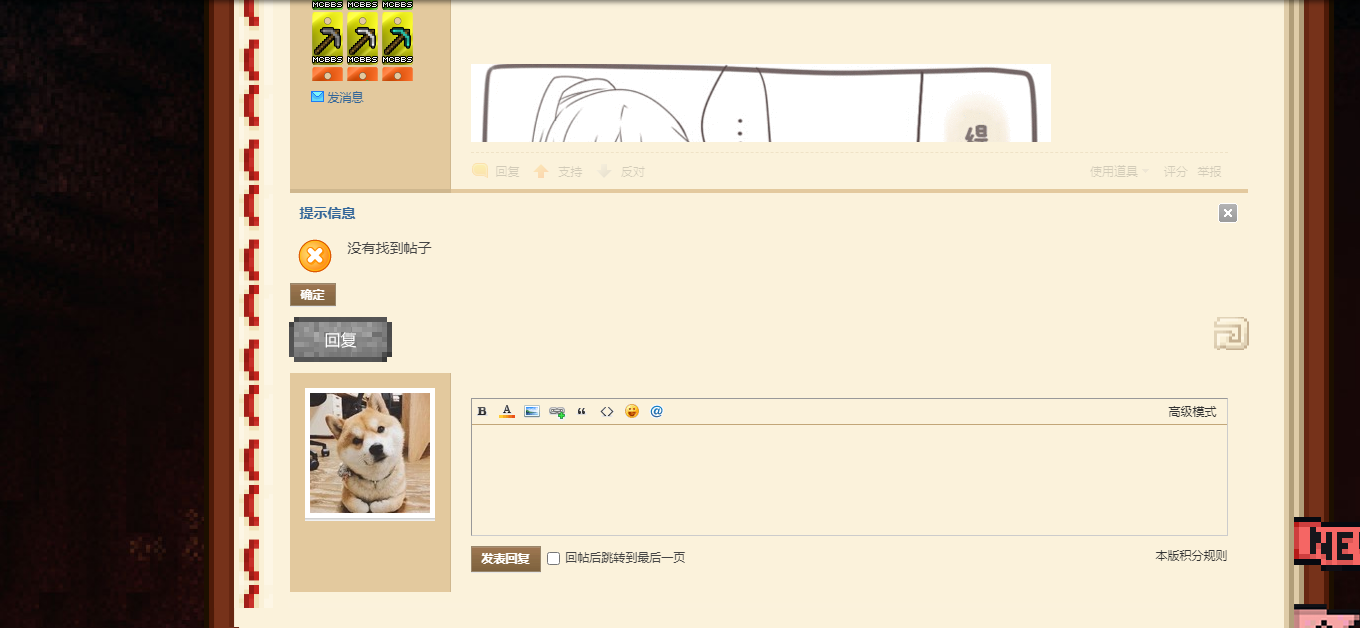 MCBBS MCBBS MCBBS
MCBBS MCBBS MCBBS
发消息
...
得
回复 支持 反对 使用道具 评分 举报
提示信息
没有找到帖子
确定
回复
B A “ <> @ 高级模式
发表回复 回帖后跳转到最后一页 本版积分规则